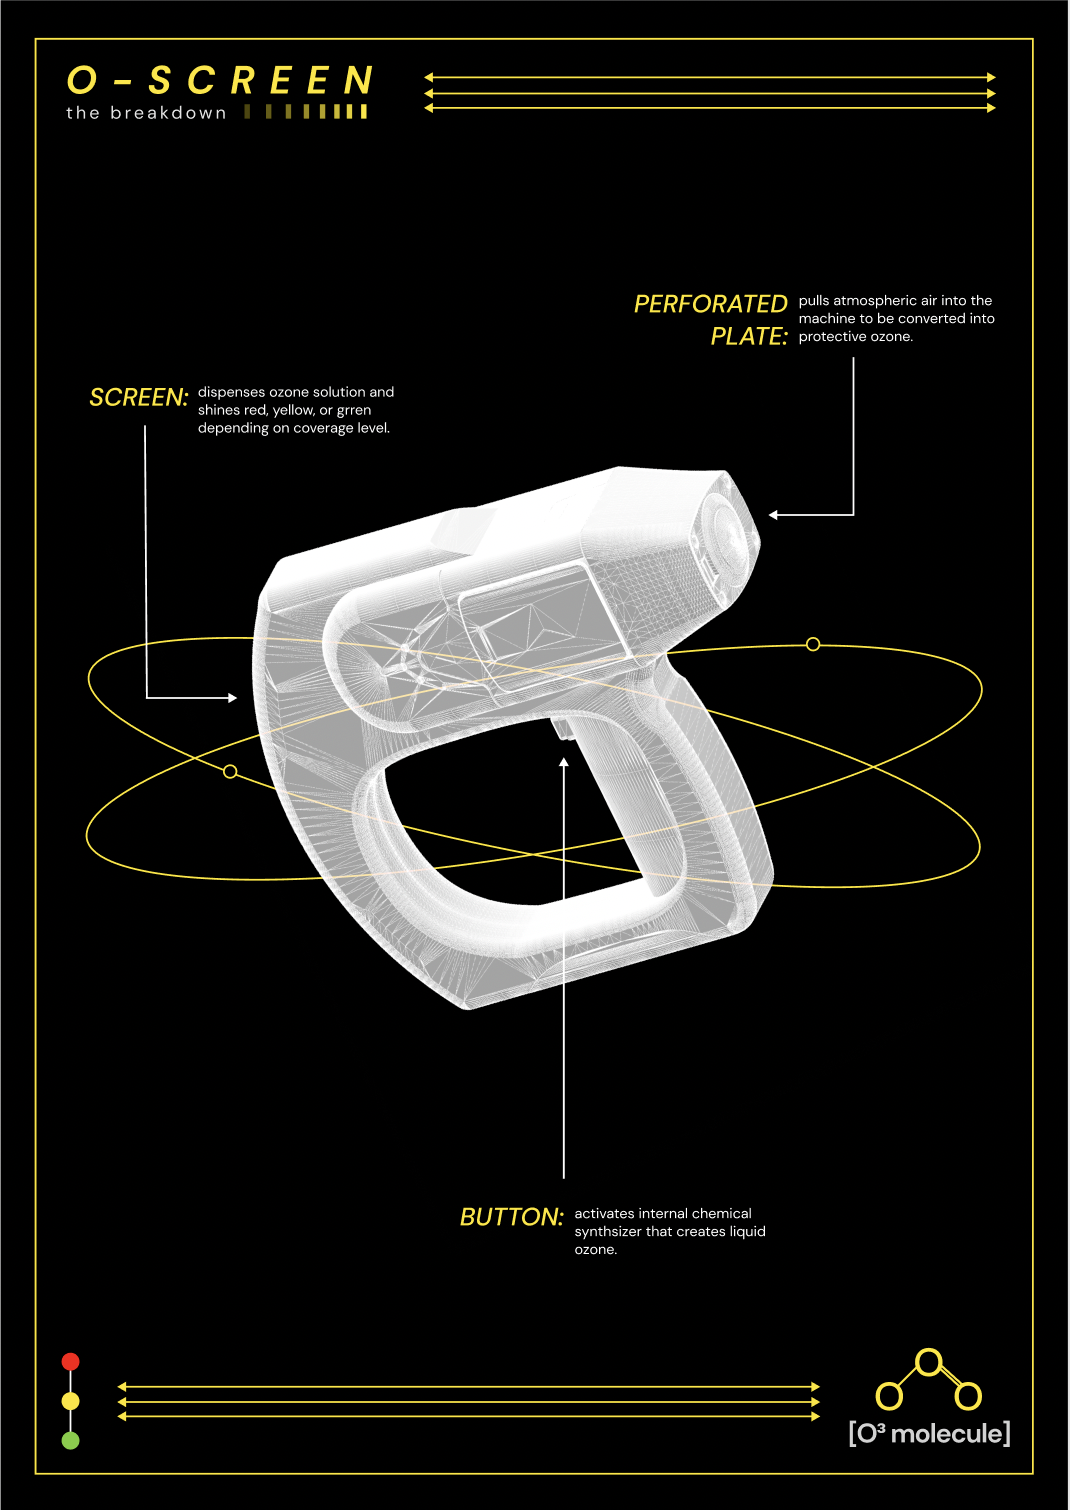 O-SCREEN
the breakdown
PERFORATED
PLATE:
pulls atmospheric air into the
machine to be converted into
protective ozone.
SCREEN:
dispenses ozone solution and
shines red, yellow, or grren
depending on coverage level.
BUTTON:
activates internal chemical
synthsizer that creates liquid
ozone.
O
O O
[O³ molecule]